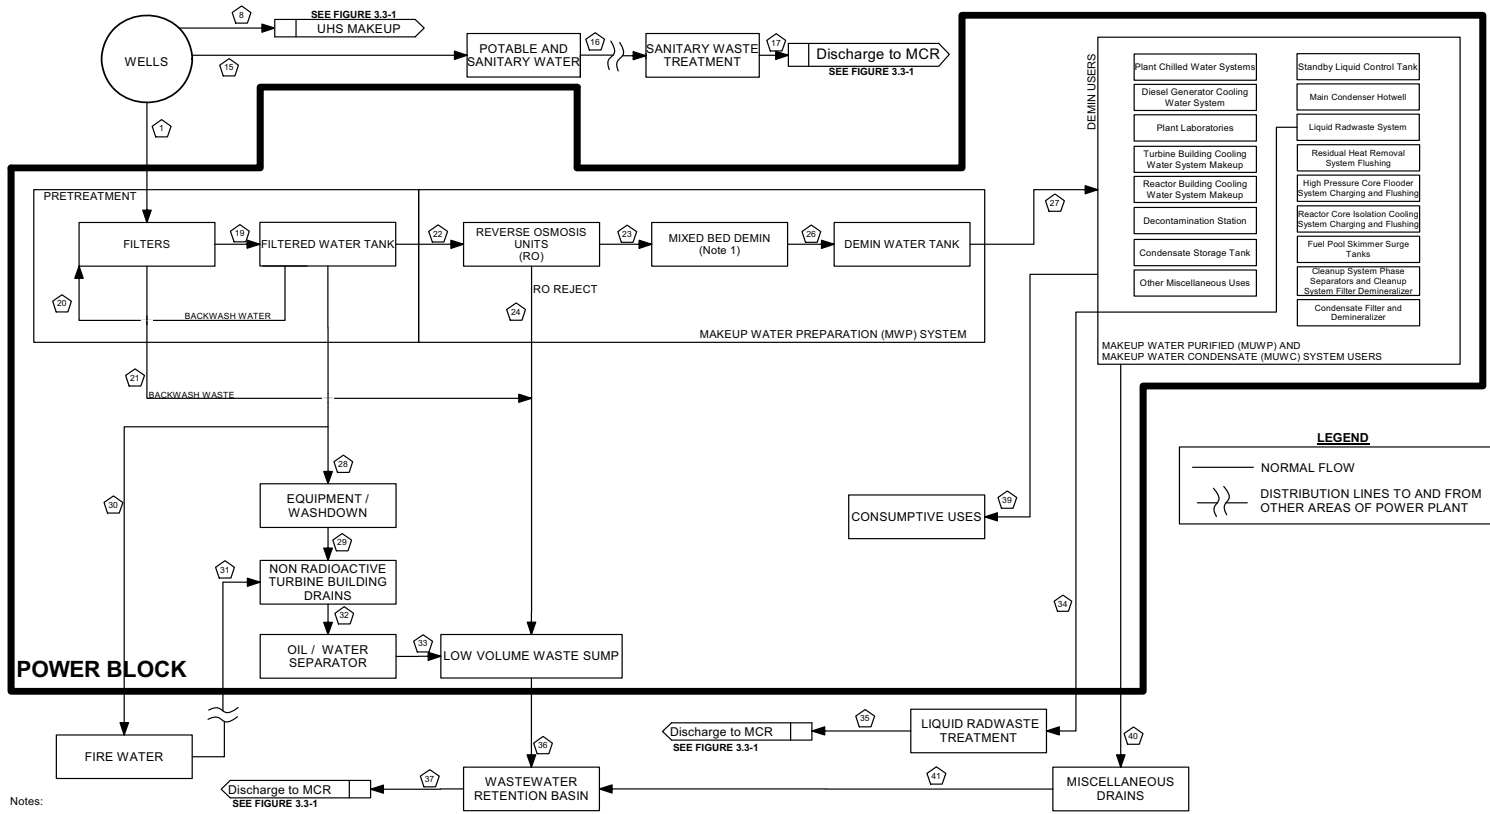 SEE FIGURE 3.3-1
UHS MAKEUP
8
15
WELLS
1
POTABLE AND
SANITARY WATER
16
SANITARY WASTE
TREATMENT
17
Discharge to MCR
SEE FIGURE 3.3-1
DEMIN USERS
Plant Chilled Water Systems
Diesel Generator Cooling
Water System
Plant Laboratories
Turbine Building Cooling
Water System Makeup
Reactor Building Cooling
Water System Makeup
Decontamination Station
Condensate Storage Tank
Other Miscellaneous Uses
Standby Liquid Control Tank
Main Condenser Hotwell
Liquid Radwaste System
Residual Heat Removal
System Flushing
High Pressure Core Flooder
System Charging and Flushing
Reactor Core Isolation Cooling
System Charging and Flushing
Fuel Pool Skimmer Surge
Tanks
Cleanup System Phase
Separators and Cleanup
System Filter Demineralizer
Condensate Filter and
Demineralizer
MAKEUP WATER PURIFIED (MUWP) AND
MAKEUP WATER CONDENSATE (MUWC) SYSTEM USERS
PRETREATMENT
FILTERS
19
FILTERED WATER TANK
22
REVERSE OSMOSIS
UNITS
(RO)
23
MIXED BED DEMIN
(Note 1)
26
DEMIN WATER TANK
27
20
BACKWASH WATER
RO REJECT
24
MAKEUP WATER PREPARATION (MWP) SYSTEM
21
BACKWASH WASTE
28
EQUIPMENT /
WASHDOWN
29
30
31
NON RADIOACTIVE
TURBINE BUILDING
DRAINS
32
OIL / WATER
SEPARATOR
33
LOW VOLUME WASTE SUMP
CONSUMPTIVE USES
39
34
LEGEND
NORMAL FLOW
DISTRIBUTION LINES TO AND FROM
OTHER AREAS OF POWER PLANT
POWER BLOCK
FIRE WATER
36
Discharge to MCR
SEE FIGURE 3.3-1
35
LIQUID RADWASTE
TREATMENT
40
Discharge to MCR
SEE FIGURE 3.3-1
37
WASTEWATER
RETENTION BASIN
41
MISCELLANEOUS
DRAINS
Notes: